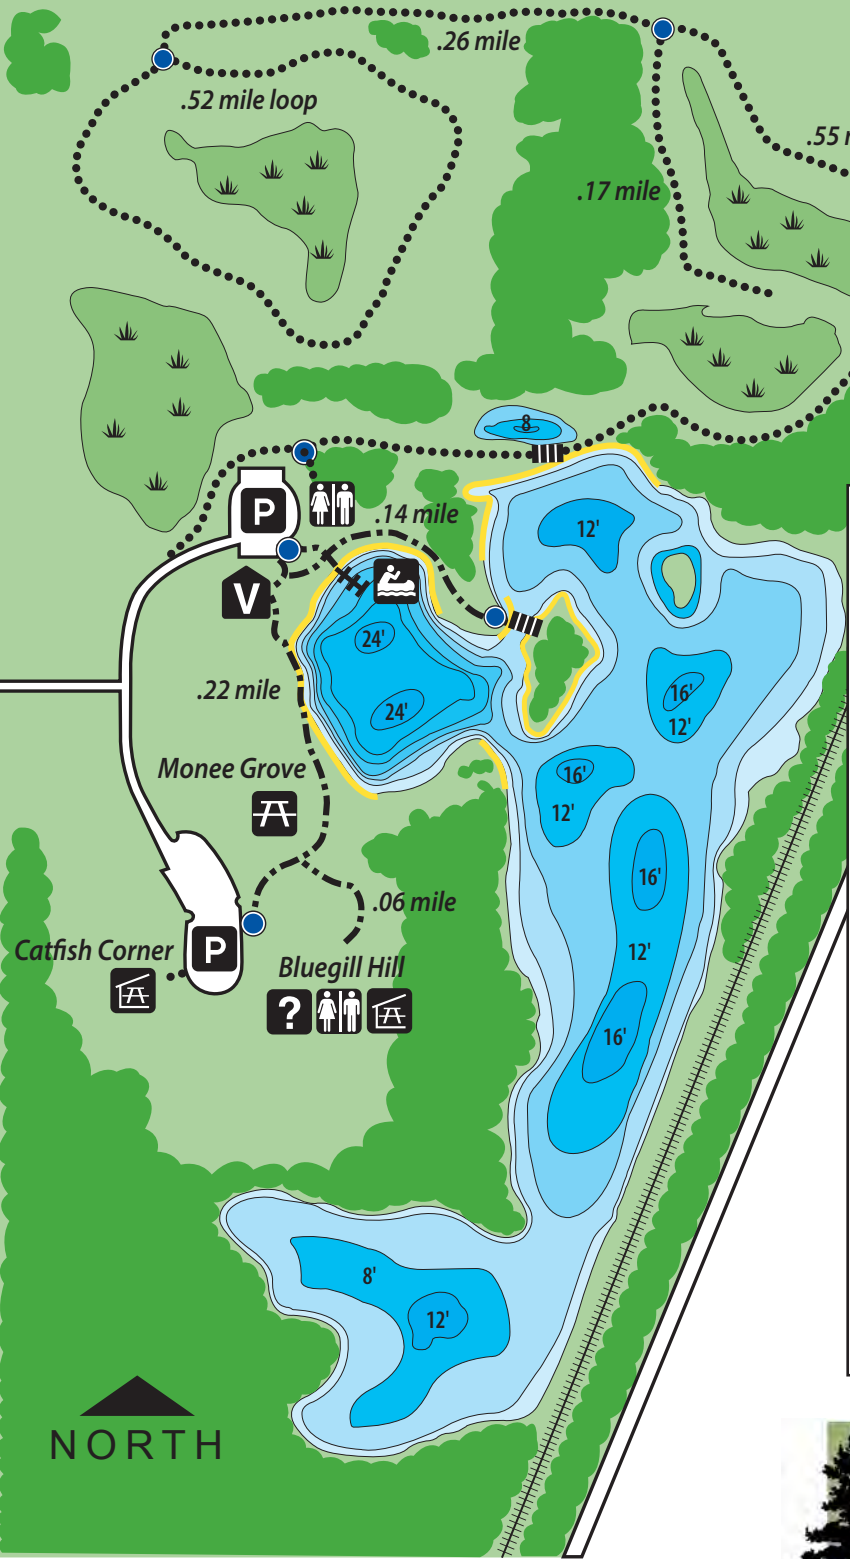 .26 mile
.52 mile loop
.55
.17 mile
8
P
.14 mile
12'
V
24'
.22 mile
16'
24'
12'
Monee Grove
16'
12'
16'
.06 mile
Catfish Corner
P
12'
Bluegill Hill
?
16'
8'
12'
NORTH